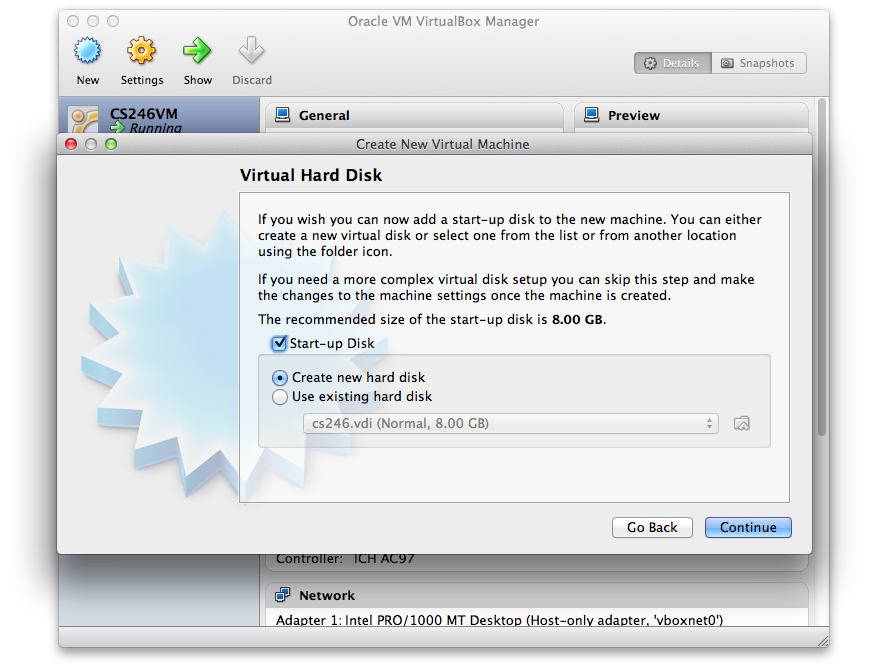 Oracle VM VirtualBox Manager
New Settings Show Discard
Details Snapshots
CS246VM
Running
General
Preview
Create New Virtual Machine
Virtual Hard Disk
If you wish you can now add a start-up disk to the new machine. You can either
create a new virtual disk or select one from the list or from another location
using the folder icon.
If you need a more complex virtual disk setup you can skip this step and make
the changes to the machine settings once the machine is created.
The recommended size of the start-up disk is 8.00 GB.
Start-up Disk
Create new hard disk
Use existing hard disk
cs246.vdi (Normal, 8.00 GB)
Go Back Continue
Controller: ICH AC97
Network
Adapter 1: Intel PRO/1000 MT Desktop (Host-only adapter, 'vboxnet0')